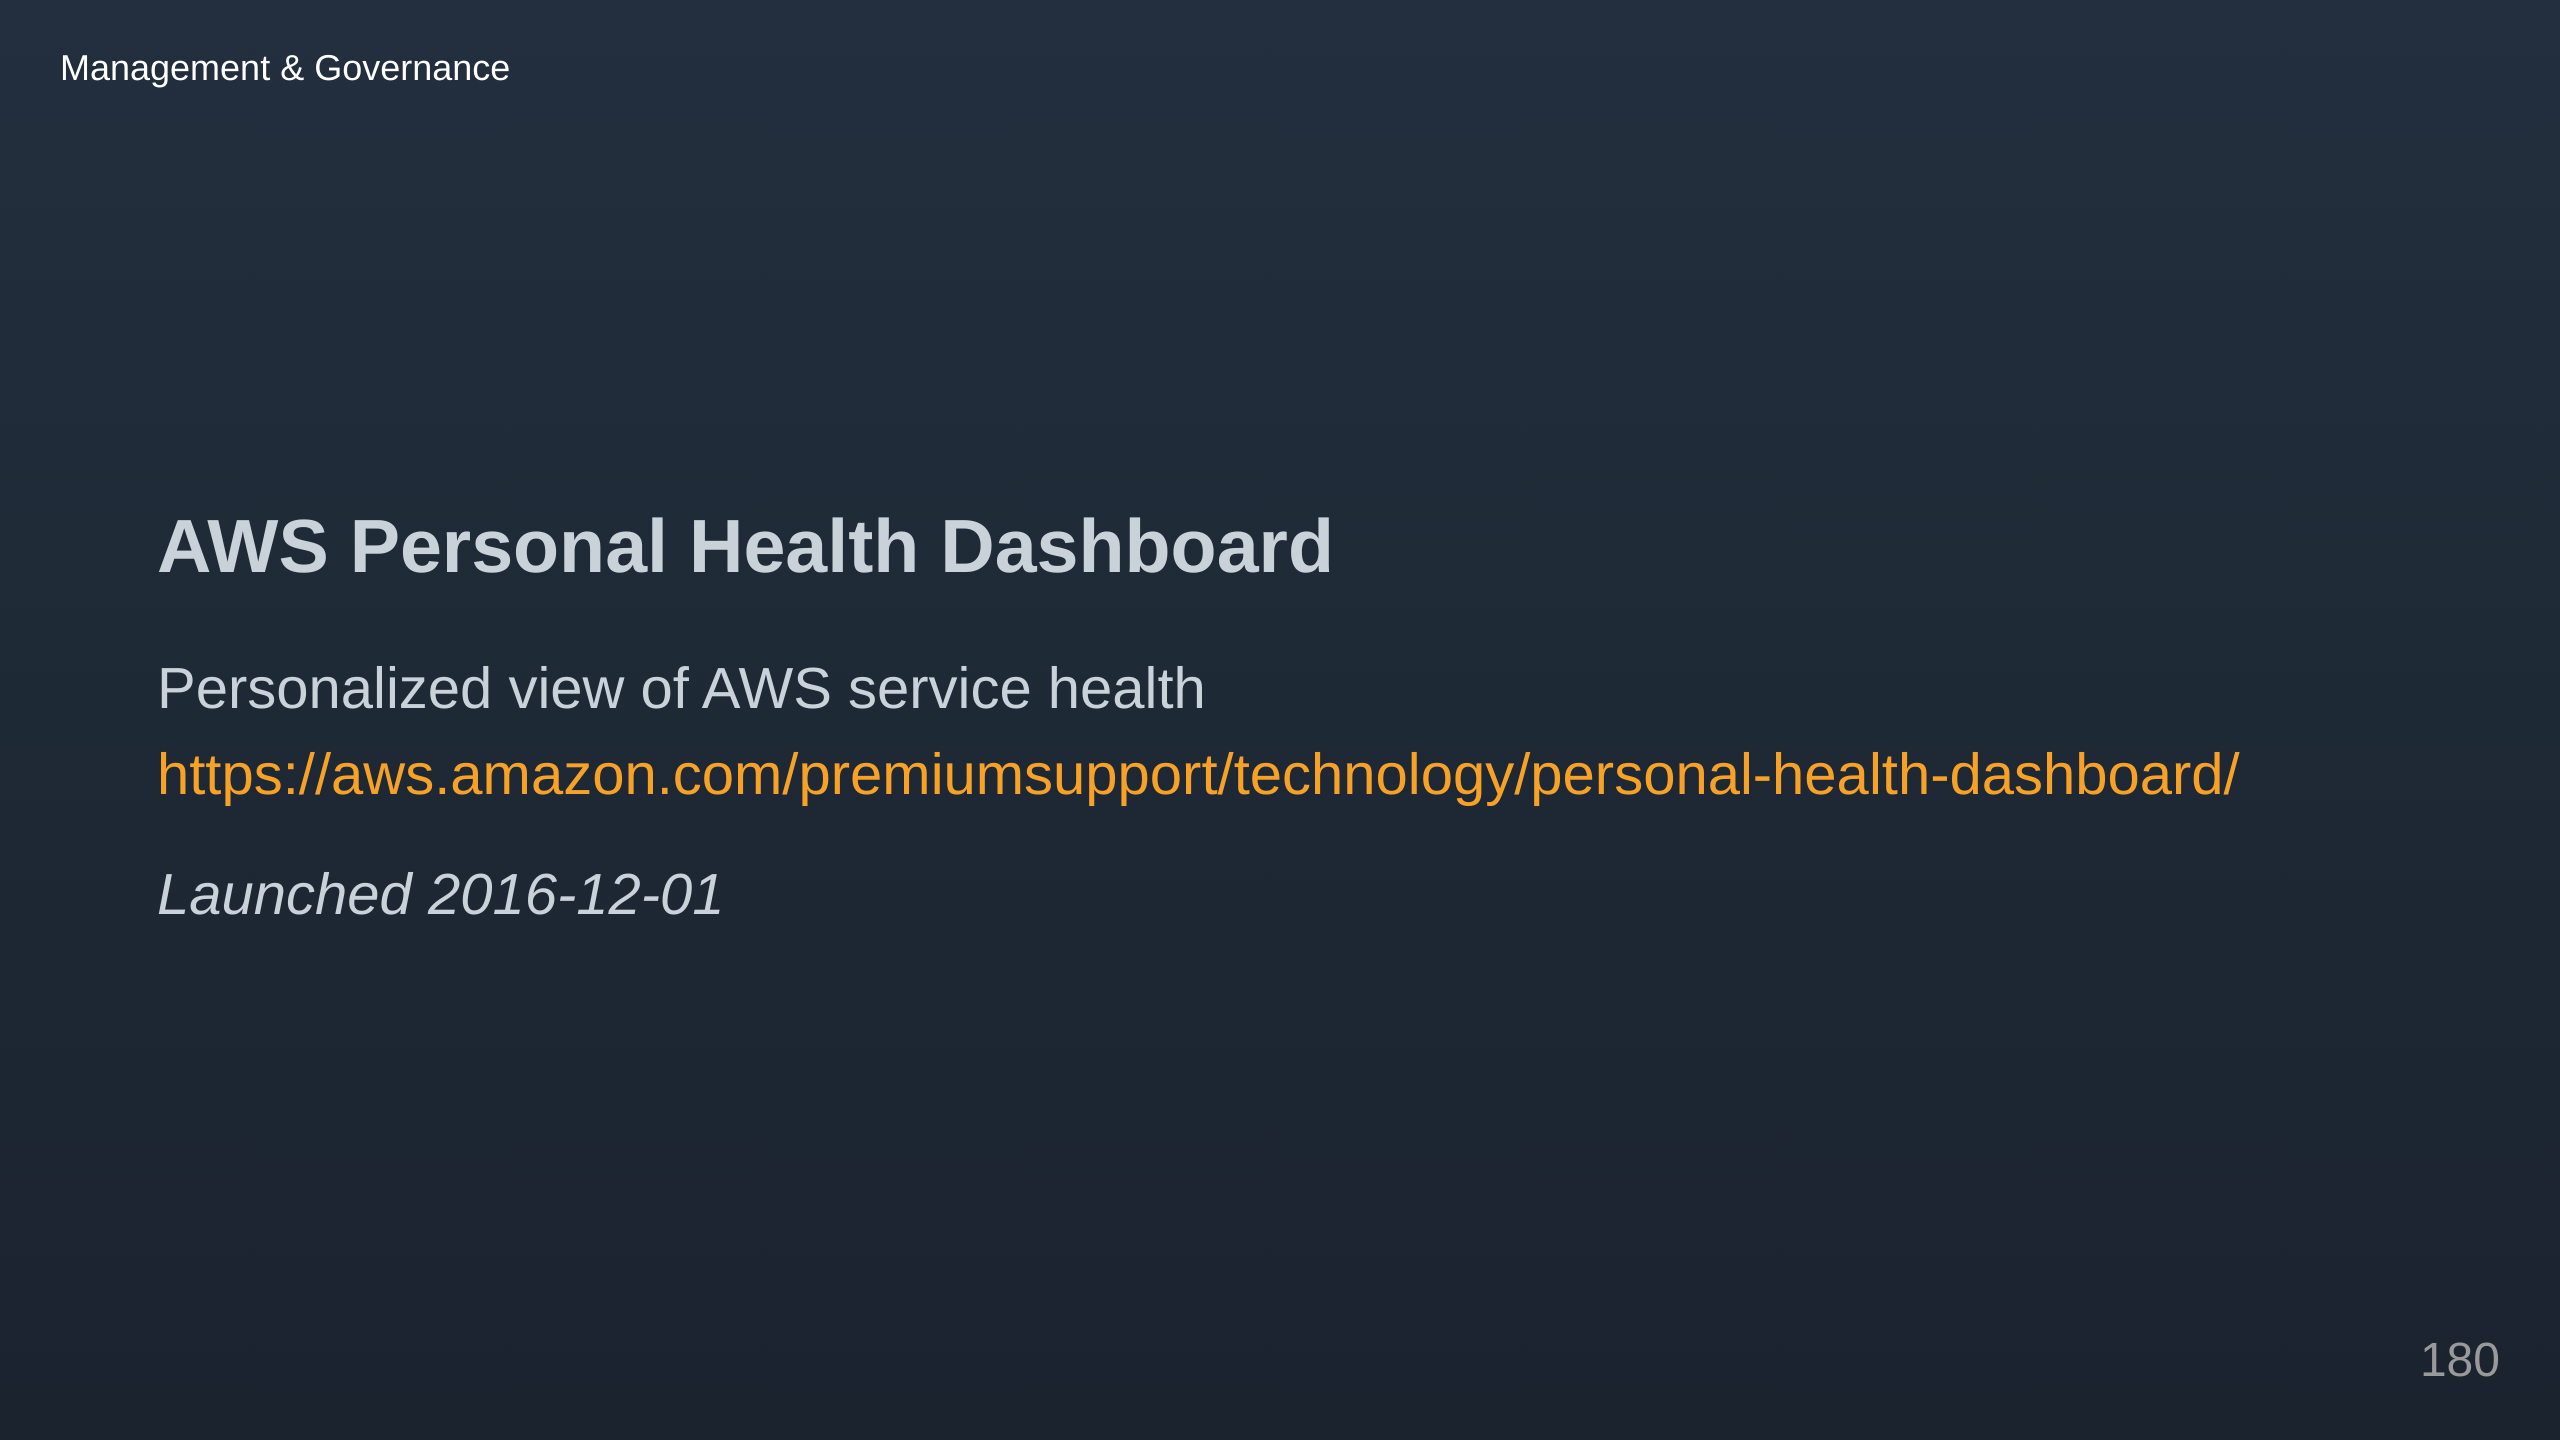 Management & Governance
AWS Personal Health Dashboard
Personalized view of AWS service health
https://aws.amazon.com/premiumsupport/technology/personal-health-dashboard/
Launched 2016-12-01
180